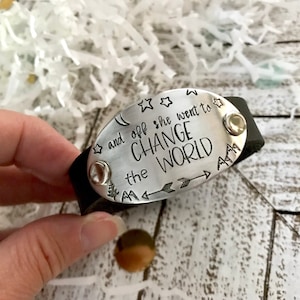 and off she went to
CHANGE
the WORLD